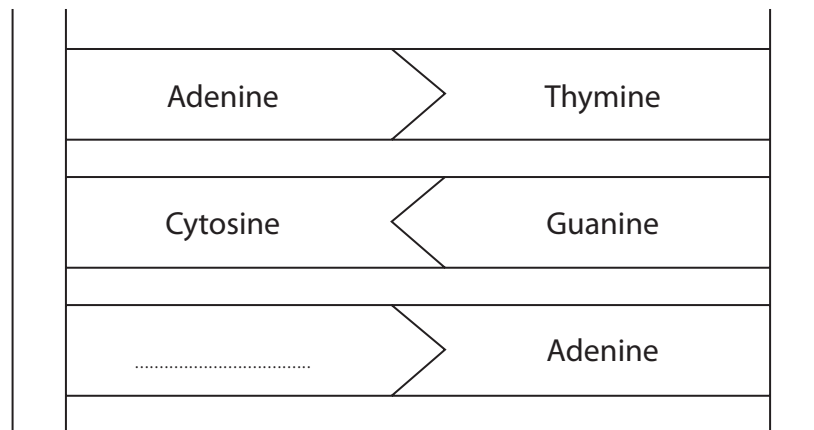 Adenine Thymine
Cytosine Guanine
.................................. Adenine